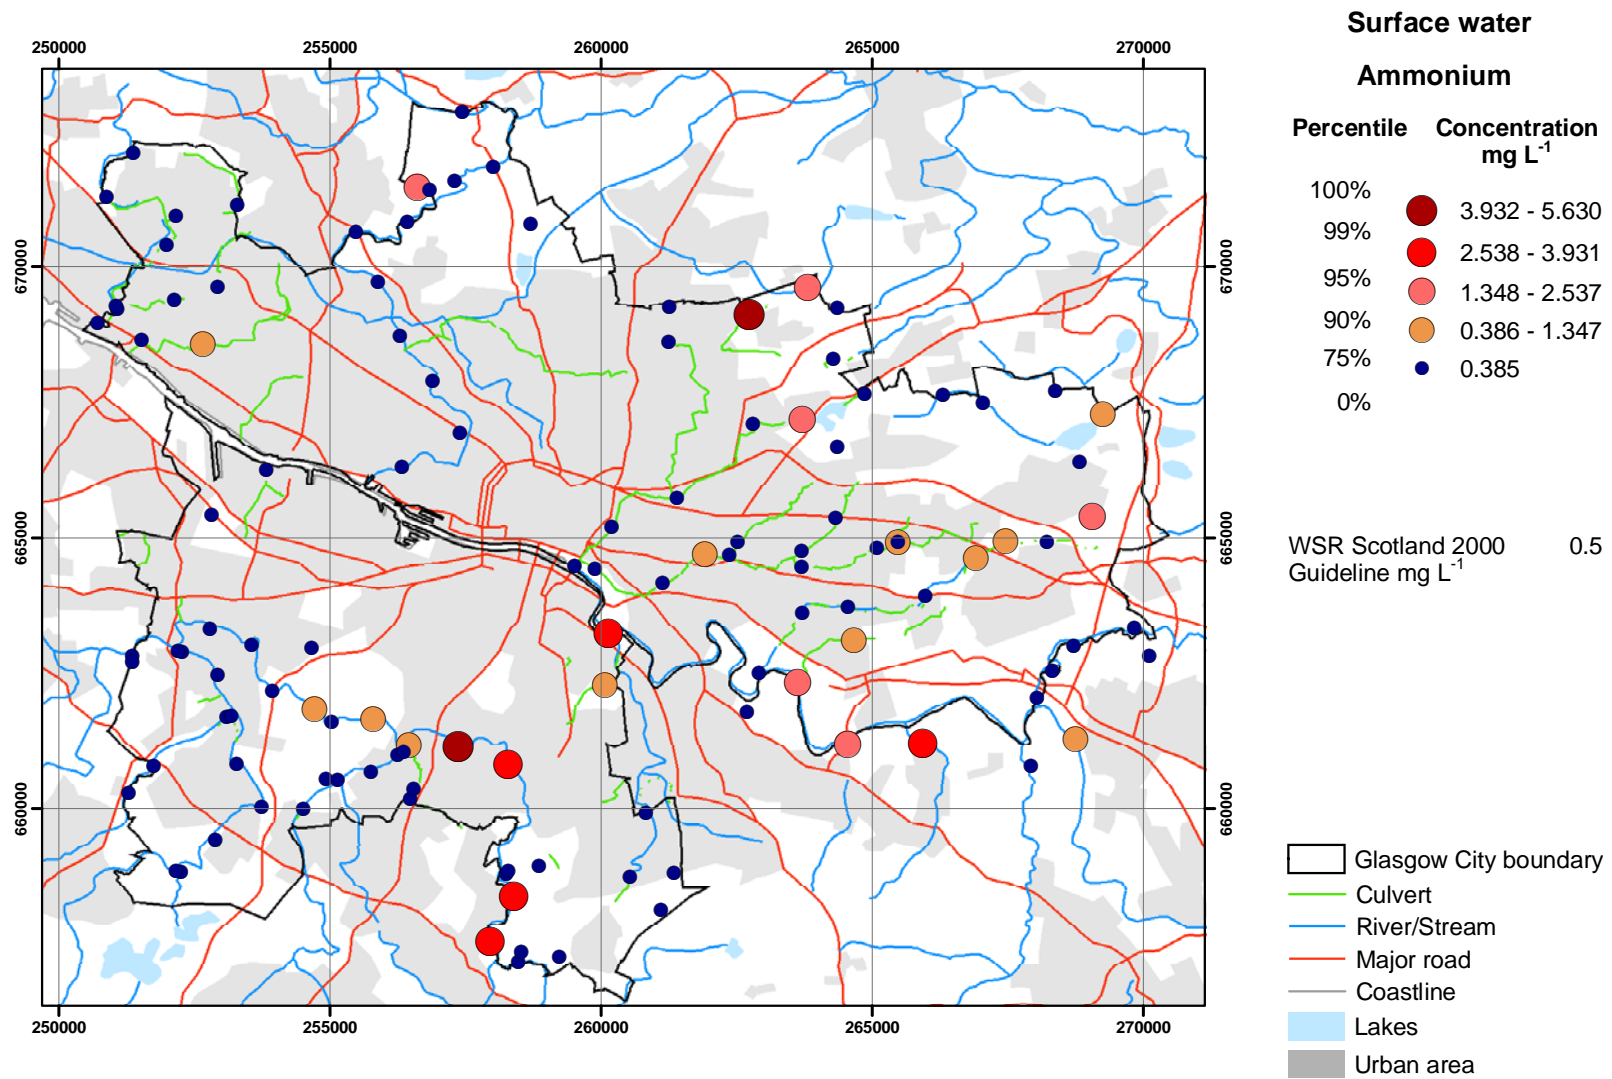 Surface water
Ammonium
Percentile Concentration
mg L-1
100%
3.932 - 5.630
99%
2.538 - 3.931
95%
1.348 - 2.537
90%
0.386 - 1.347
75%
0.385
0%
WSR Scotland 2000 0.5
Guideline mg L-1
Glasgow City boundary
Culvert
River/Stream
Major road
Coastline
Lakes
Urban area
250000 255000 260000 265000 270000
670000 670000
665000 665000
660000 660000
250000 255000 260000 265000 270000